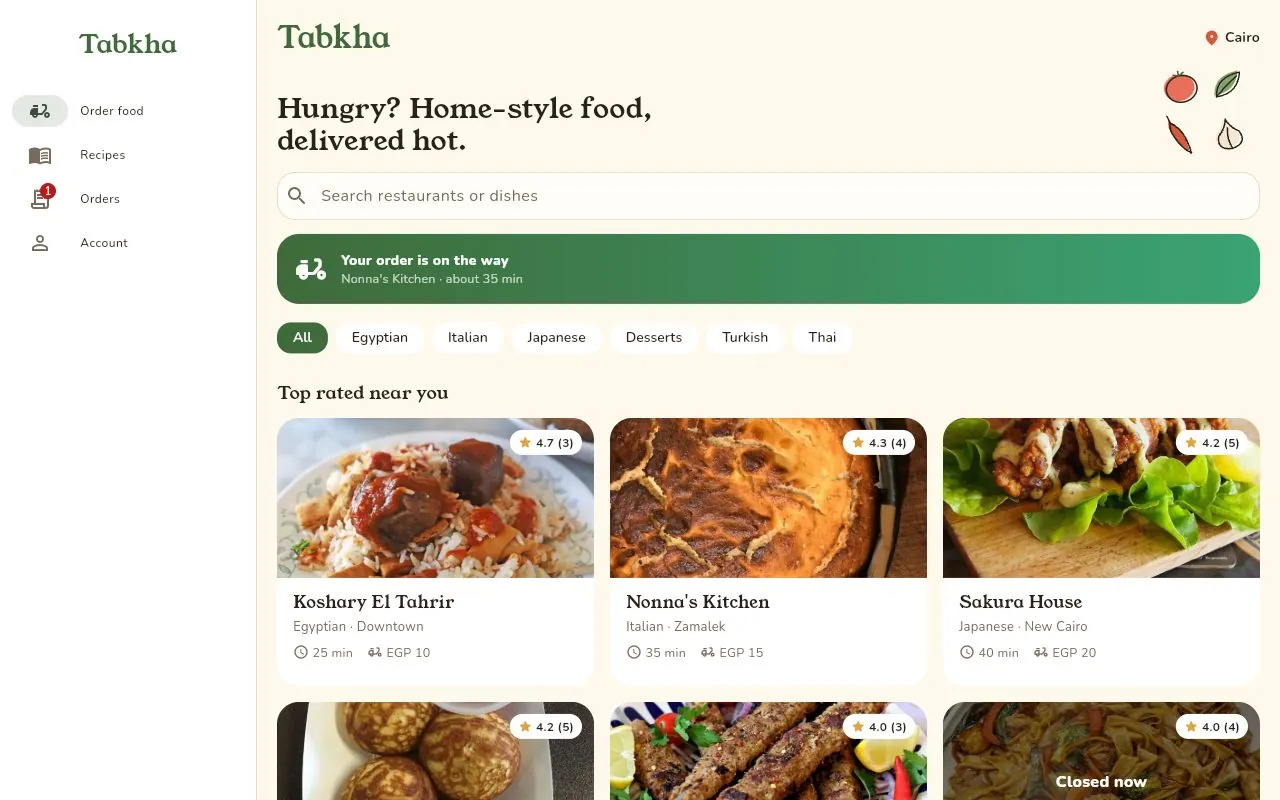 Tabkha
Order food
Recipes
1
Orders
Account
Tabkha
Cairo
Hungry? Home-style food,
delivered hot.
Search restaurants or dishes
Your order is on the way
Nonna's Kitchen · about 35 min
All
Egyptian
Italian
Japanese
Desserts
Turkish
Thai
Top rated near you
4.7 (3)
Koshary El Tahrir
Egyptian · Downtown
25 min
EGP 10
4.3 (4)
Nonna's Kitchen
Italian · Zamalek
35 min
EGP 15
4.2 (5)
Sakura House
Japanese · New Cairo
40 min
EGP 20
4.2 (5)
4.0 (3)
4.0 (4)
Closed now